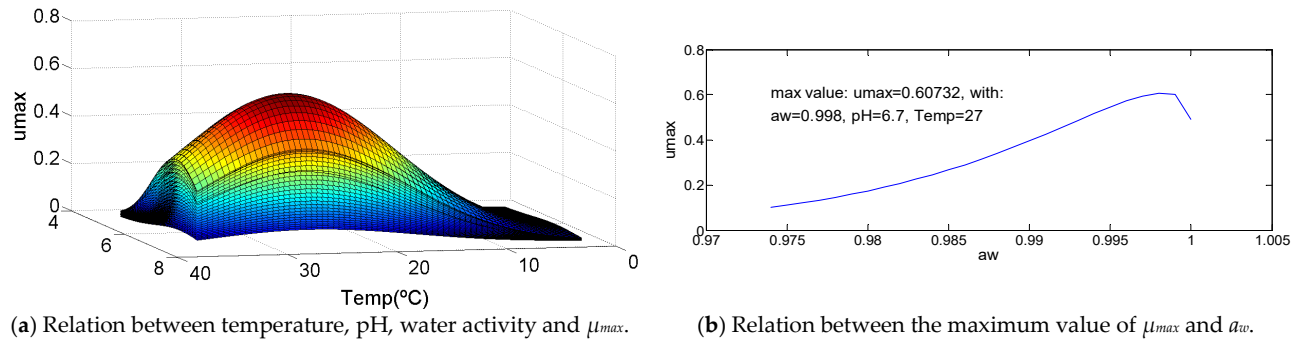 0.8
0.6
0.4
0.2
0
umax
4
6
8
40
30
20
10
0
Temp(ºC)
(a) Relation between temperature, pH, water activity and μmax.
0.8
0.6
0.4
0.2
0
umax
max value: umax=0.60732, with:
aw=0.998, pH=6.7, Temp=27
0.97 0.975 0.98 0.985 0.99 0.995 1 1.005
aw
(b) Relation between the maximum value of μmax and aw.